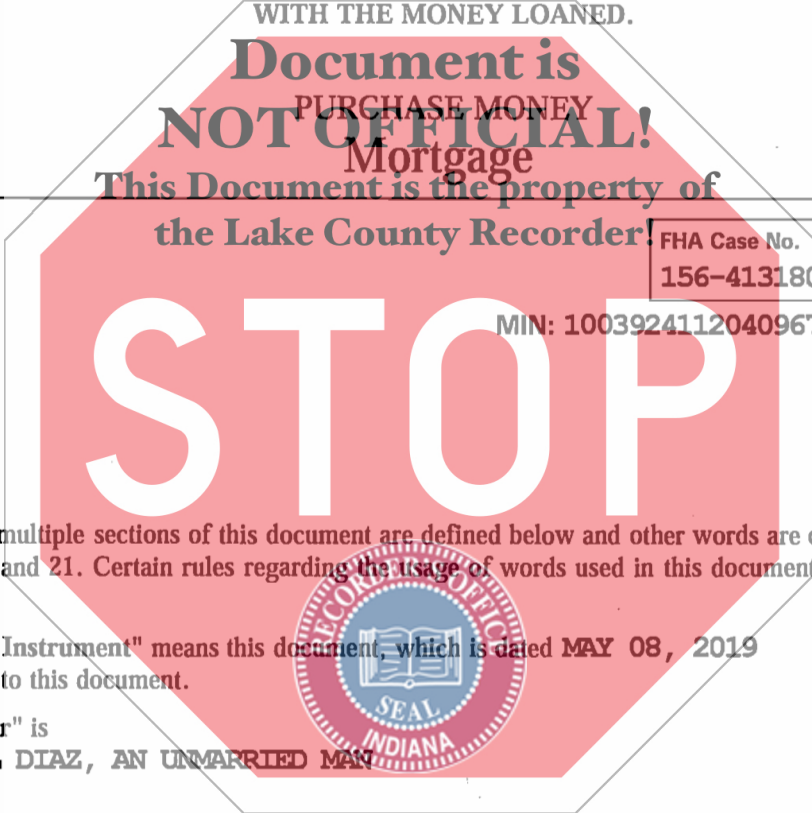 WITH THE MONEY LOANED.
Document is
PURCHASE MONEY
NOT OFFICIAL!
Mortgage
This Document is the property of
the Lake County Recorder!
FHA Case No.
156-413180
MIN: 1003924112040967
STOP
multiple sections of this document are defined below and other words are
and 21. Certain rules regarding the usage of words used in this document
RECORDER'S OFFICE
Instrument" means this document, which is dated MAY 08, 2019
to this document.
SEAL
INDIANA
r" is
DIAZ, AN UNMARRIED MAN